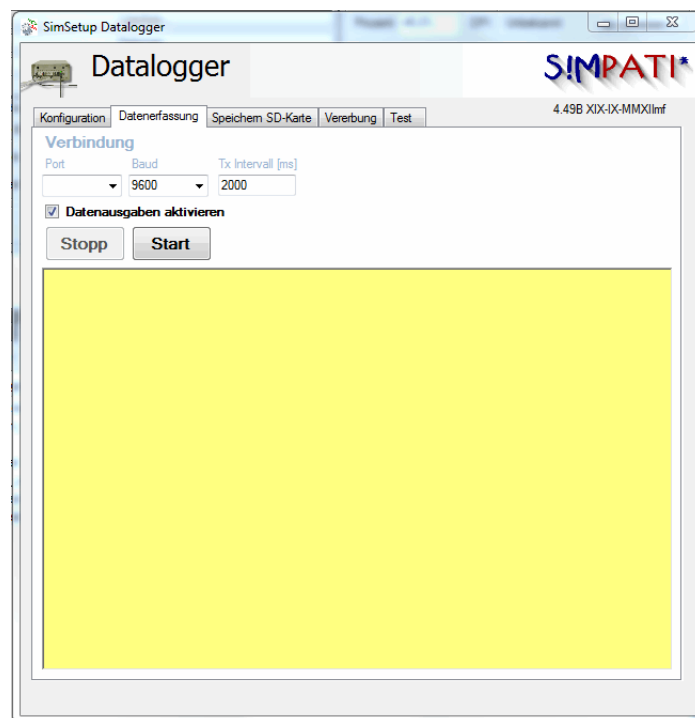 SimSetup Datalogger
Datalogger
S!MPATI*
4.49B XIX-IX-MMXIImf
Konfiguration Datenerfassung Speichern SD-Karte Vererbung Test
Verbindung
Port Baud Tx Intervall [ms]
9600 2000
Datenausgaben aktivieren
Stopp Start